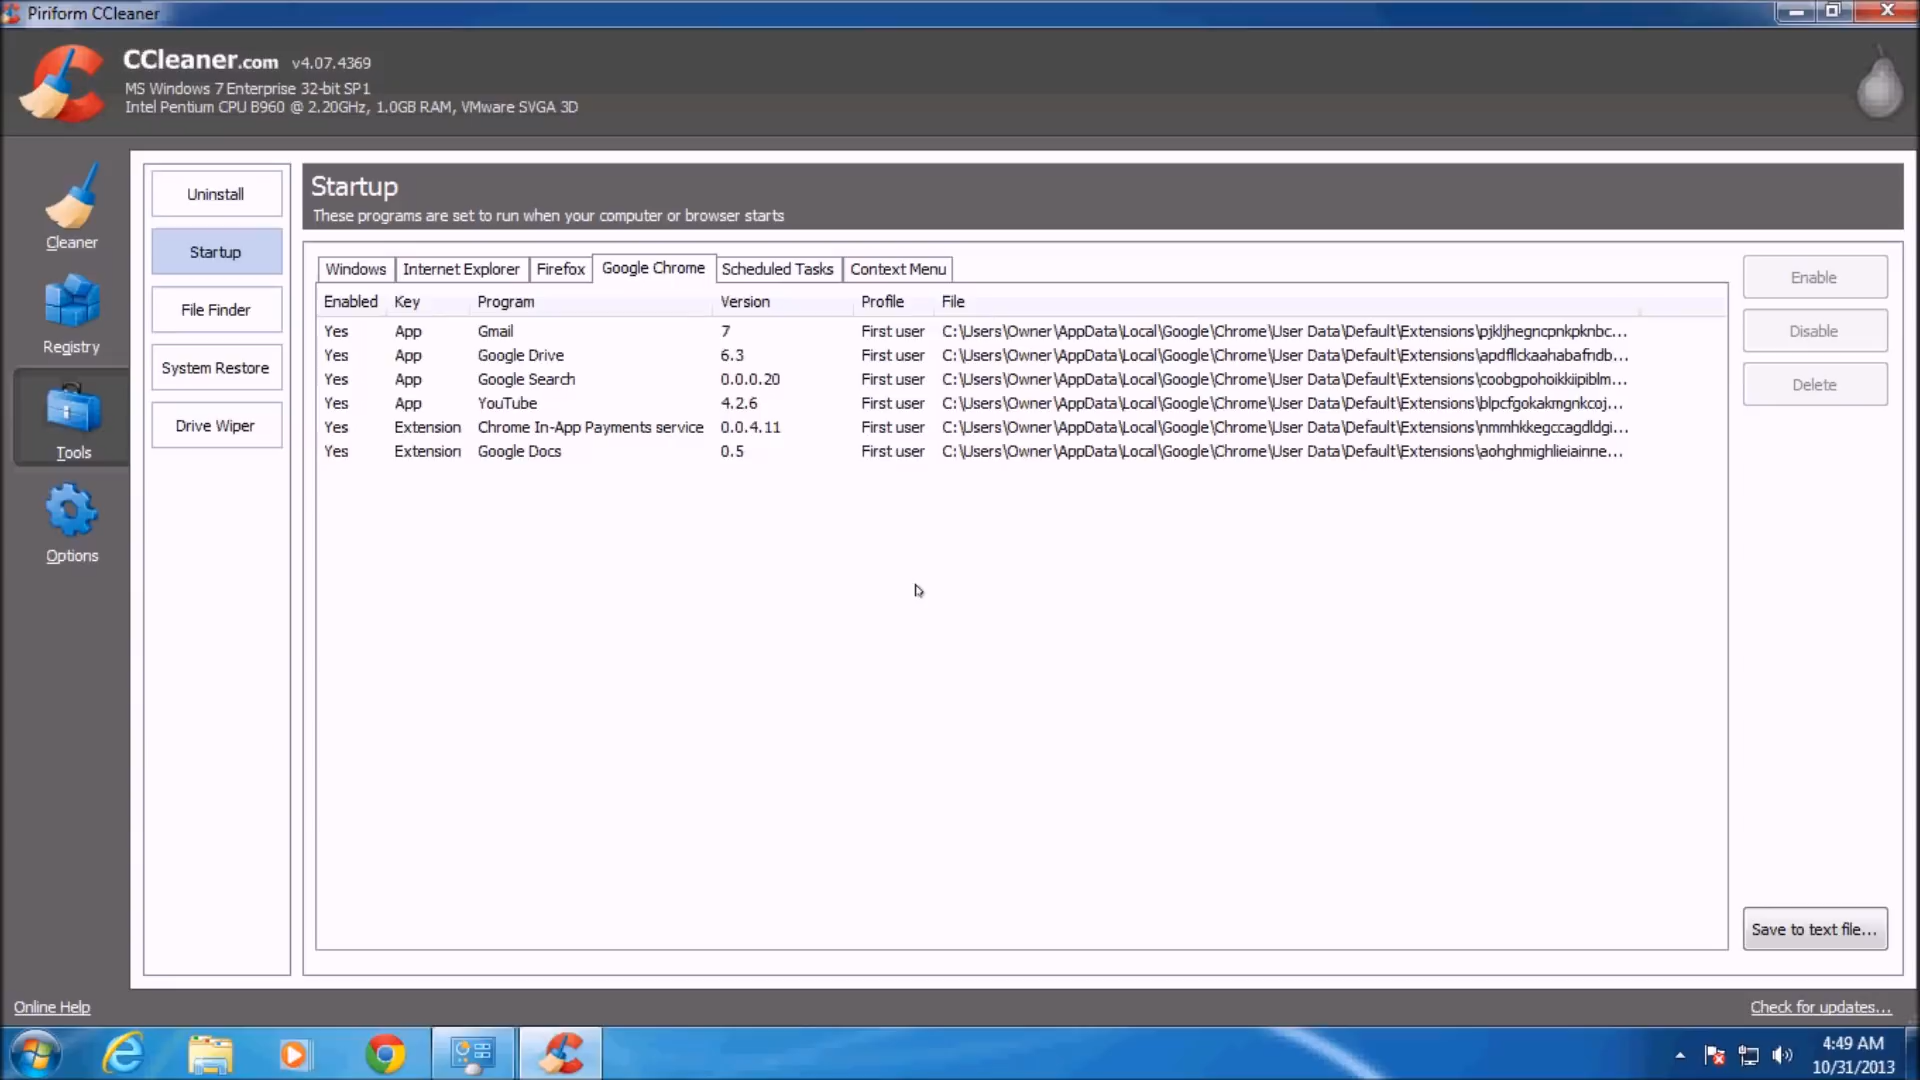 Piriform CCleaner
CCleaner.com v4.07.4369
MS Windows 7 Enterprise 32-bit SP1
Intel Pentium CPU B960 @ 2.20GHz, 1.0GB RAM, VMware SVGA 3D
Cleaner
Registry
Tools
Options
Uninstall
Startup
File Finder
System Restore
Drive Wiper
Startup
These programs are set to run when your computer or browser starts
Windows Internet Explorer Firefox Google Chrome Scheduled Tasks Context Menu
Enabled Key Program Version Profile File
Yes App Gmail 7 First user C:\Users\Owner\AppData\Local\Google\Chrome\User Data\Default\Extensions\pjkljhegncpnkpknbc...
Yes App Google Drive 6.3 First user C:\Users\Owner\AppData\Local\Google\Chrome\User Data\Default\Extensions\apdfllckaahabafndb...
Yes App Google Search 0.0.0.20 First user C:\Users\Owner\AppData\Local\Google\Chrome\User Data\Default\Extensions\coobgpohoikkiipiblm...
Yes App YouTube 4.2.6 First user C:\Users\Owner\AppData\Local\Google\Chrome\User Data\Default\Extensions\blpcfgokakmgnkcoj...
Yes Extension Chrome In-App Payments service 0.0.4.11 First user C:\Users\Owner\AppData\Local\Google\Chrome\User Data\Default\Extensions\nmmhkkegccagdldgi...
Yes Extension Google Docs 0.5 First user C:\Users\Owner\AppData\Local\Google\Chrome\User Data\Default\Extensions\aohghmighlieiainne...
Enable
Disable
Delete
Save to text file...
Online Help
Check for updates...
4:49 AM
10/31/2013